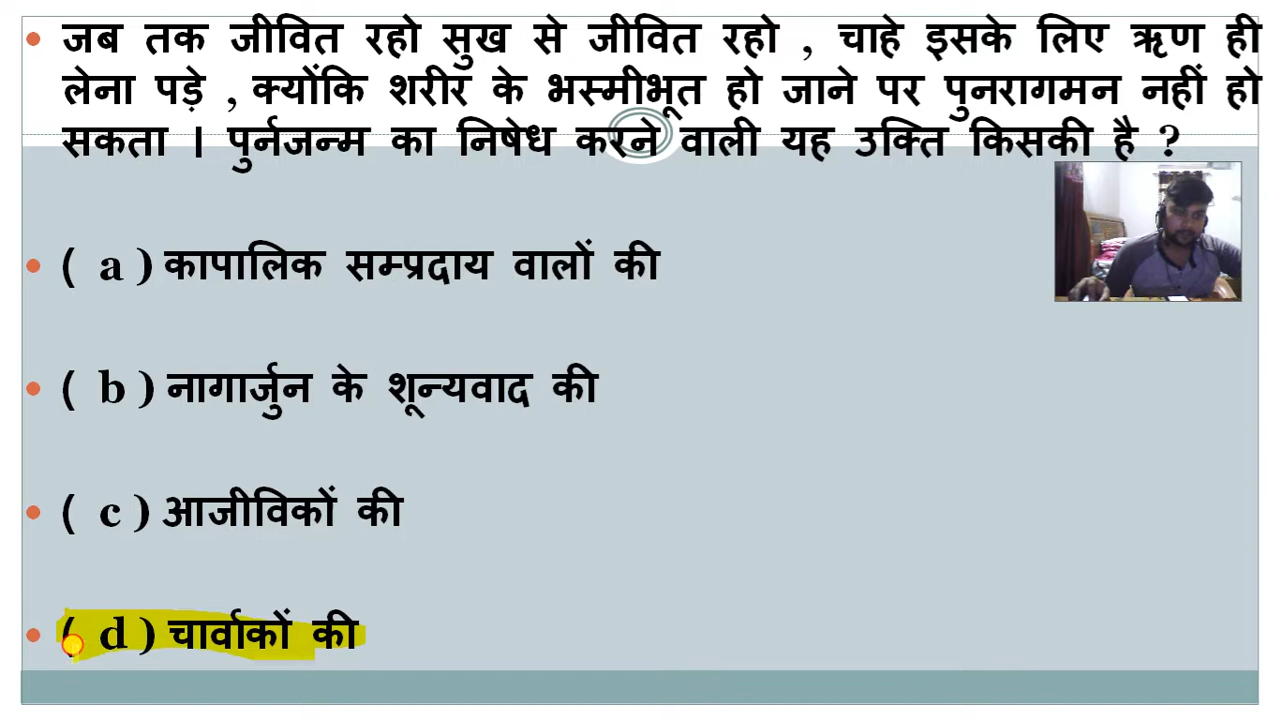 • जब तक जीवित रहो सुख से जीवित रहो , चाहे इसके लिए ऋण ही
लेना पड़े , क्योंकि शरीर के भस्मीभूत हो जाने पर पुनरागमन नहीं हो
सकता । पुर्नजन्म का निषेध करने वाली यह उक्ति किसकी है ?
• ( a ) कापालिक सम्प्रदाय वालों की
• ( b ) नागार्जुन के शून्यवाद की
• ( c ) आजीविकों की
• ( d ) चार्वाकों की